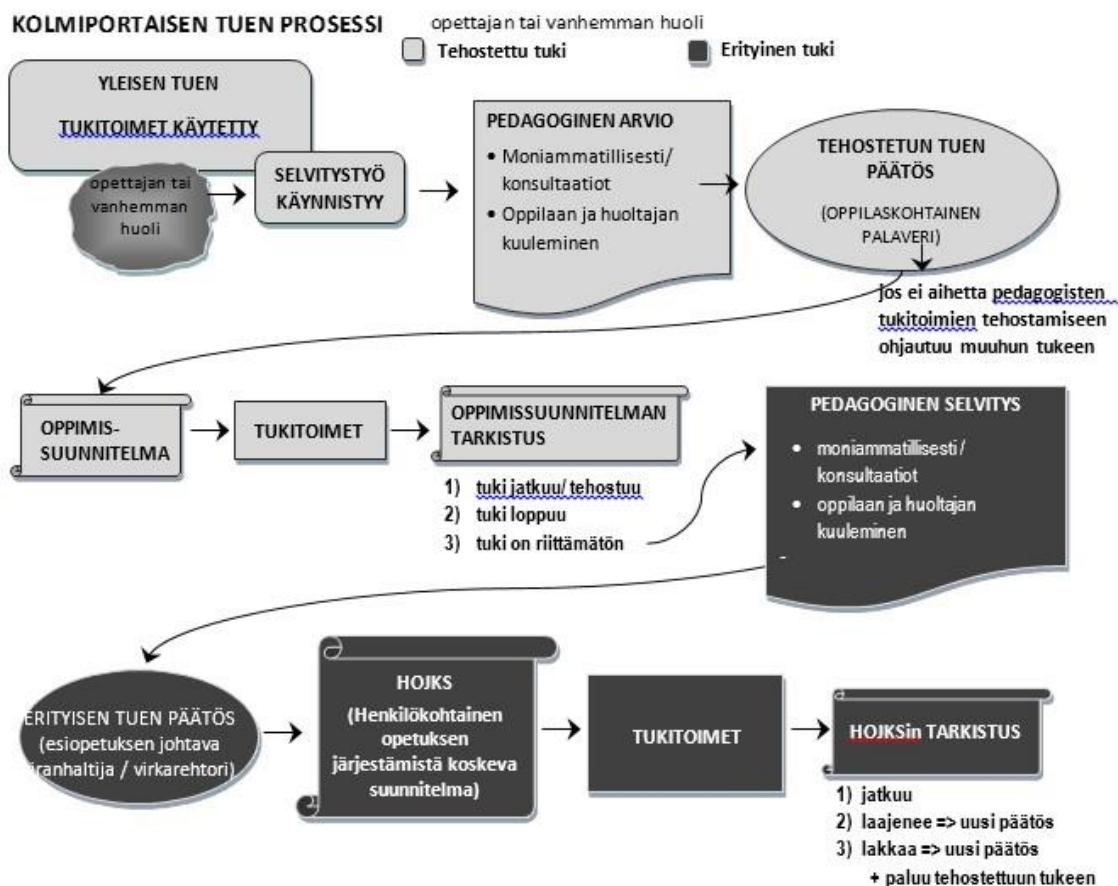 KOLMIPORTAISEN TUEN PROSESSI
opettajan tai vanhemman huoli
Tehostettu tuki
Erityinen tuki
YLEISEN TUEN
TUKITOIMET KÄYTETTY
opettajan tai
vanhemman
huoli
SELVITYSTYÖ
KÄYNNISTYY
PEDAGOGINEN ARVIO
• Moniammatillisesti/
konsultaatiot
• Oppilaan ja huoltajan
kuuleminen
TEHOSTETUN TUEN
PÄÄTÖS
(OPPILASKOHTAINEN
PALAVERI)
jos ei aihetta pedagogisten
tukitoimien tehostamiseen
ohjautuu muuhun tukeen
OPPIMIS-
SUUNNITELMA
TUKITOIMET
OPPIMISSUUNNITELMAN
TARKISTUS
1) tuki jatkuu/ tehostuu
2) tuki loppuu
3) tuki on riittämätön
PEDAGOGINEN SELVITYS
• moniammatillisesti/
konsultaatiot
• oppilaan ja huoltajan
kuuleminen
-
ERITYISEN TUEN PÄÄTÖS
(esiopetuksen johtava
iranhaltija / virkarehtori)
HOJKS
(Henkilökohtainen
opetuksen
järjestämistä koskeva
suunnitelma)
TUKITOIMET
HOJKSin TARKISTUS
1) jatkuu
2) laajenee => uusi päätös
3) lakkaa => uusi päätös
+ paluu tehostettuun tukeen